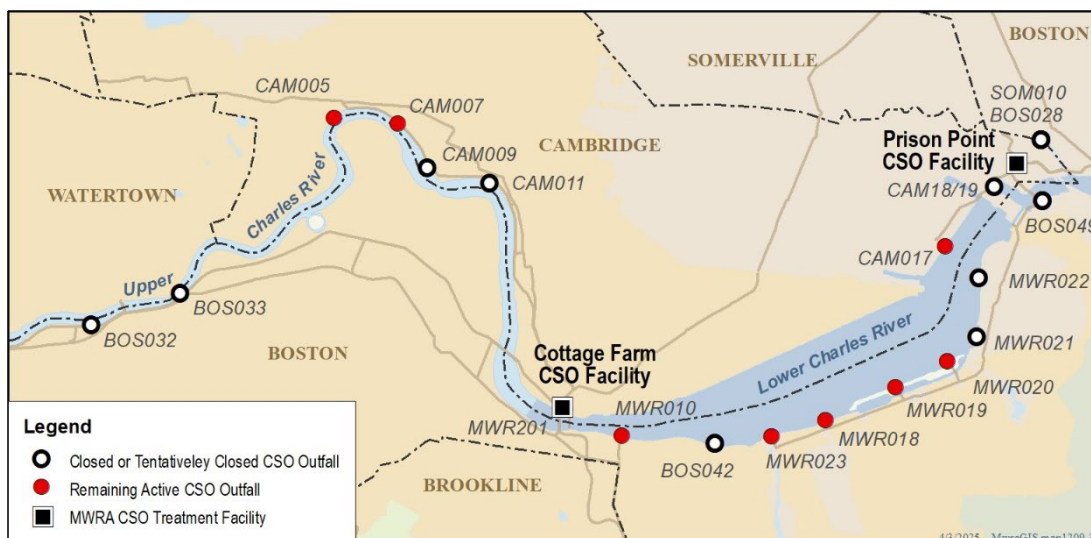 BOSTON
SOMERVILLE
CAM005
SOM010
BOS028
CAM007
Prison Point
CSO Facility
CAM009
CAMBRIDGE
CAM011
CAM18/19
WATERTOWN
Charles River
BOS049
CAM017
Upper
MWR022
BOS033
BOS032
Lower Charles River
MWR021
BOSTON
Cottage Farm
CSO Facility
MWR020
MWR010
MWR019
MWR201
MWR018
BOS042
MWR023
BROOKLINE
Legend
Closed or Tentativeley Closed CSO Outfall
Remaining Active CSO Outfall
MWRA CSO Treatment Facility